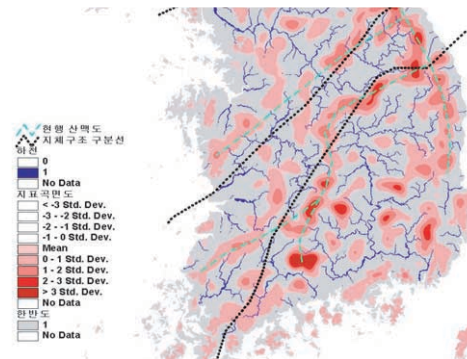 현행 산맥도
지체구조 구분선
하천
0
1
No Data
지표곡면도
< -3 Std. Dev.
-3 - -2 Std. Dev.
-2 - -1 Std. Dev.
-1 - 0 Std. Dev.
Mean
0 - 1 Std. Dev.
1 - 2 Std. Dev.
2 - 3 Std. Dev.
> 3 Std. Dev.
No Data
한반도
1
No Data